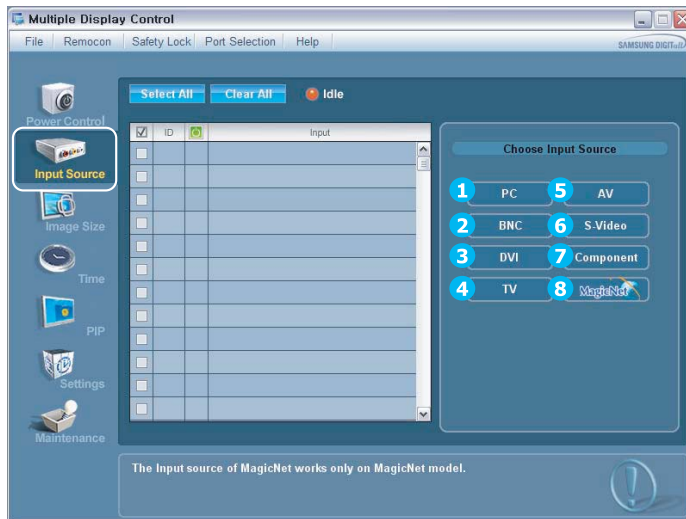 Multiple Display Control
File Remocon Safety Lock Port Selection Help
SAMSUNG DIGITall
Select All Clear All Idle
Power Control
Input Source
Image Size
Time
PIP
Settings
Maintenance
ID Input
Choose Input Source
1 PC 5 AV
2 BNC 6 S-Video
3 DVI 7 Component
4 TV 8 MagicNet
The Input source of MagicNet works only on MagicNet model.